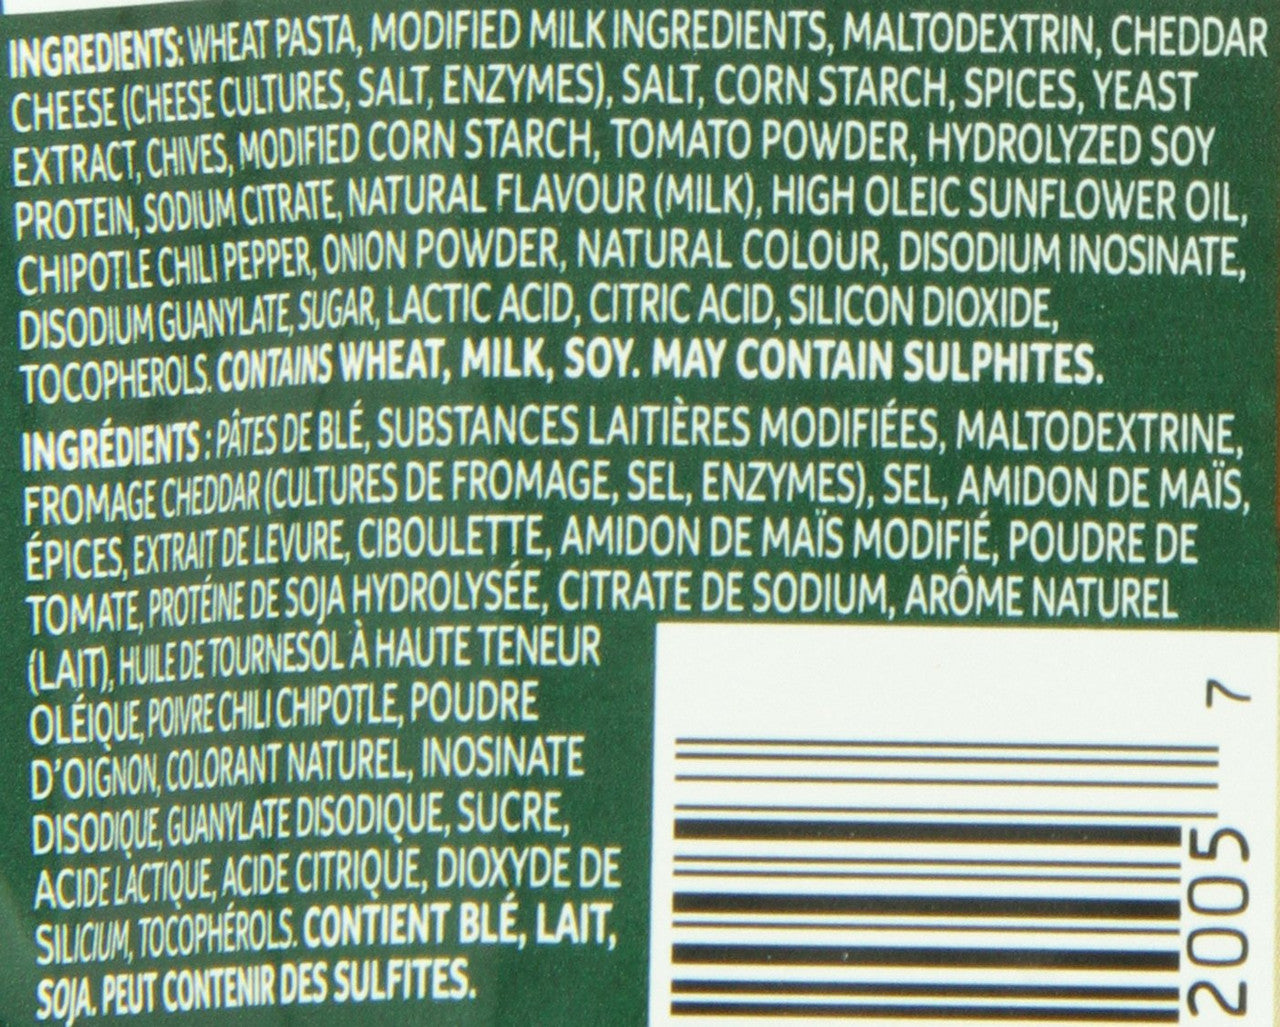 INGREDIENTS: WHEAT PASTA, MODIFIED MILK INGREDIENTS, MALTODEXTRIN, CHEDDAR
CHEESE (CHEESE CULTURES, SALT, ENZYMES), SALT, CORN STARCH, SPICES, YEAST
EXTRACT, CHIVES, MODIFIED CORN STARCH, TOMATO POWDER, HYDROLYZED SOY
PROTEIN, SODIUM CITRATE, NATURAL FLAVOUR (MILK), HIGH OLEIC SUNFLOWER OIL,
CHIPOTLE CHILI PEPPER, ONION POWDER, NATURAL COLOUR, DISODIUM INOSINATE,
DISODIUM GUANYLATE, SUGAR, LACTIC ACID, CITRIC ACID, SILICON DIOXIDE,
TOCOPHEROLS. CONTAINS WHEAT, MILK, SOY. MAY CONTAIN SULPHITES.
INGRÉDIENTS : PÂTES DE BLÉ, SUBSTANCES LAITIÈRES MODIFIÉES, MALTODEXTRINE,
FROMAGE CHEDDAR (CULTURES DE FROMAGE, SEL, ENZYMES), SEL, AMIDON DE MAÏS,
ÉPICES, EXTRAIT DE LEVURE, CIBOULETTE, AMIDON DE MAÏS MODIFIÉ, POUDRE DE
TOMATE, PROTÉINE DE SOJA HYDROLYSÉE, CITRATE DE SODIUM, ARÔME NATUREL
(LAIT), HUILE DE TOURNESOL À HAUTE TENEUR
OLÉIQUE, POIVRE CHILI CHIPOTLE, POUDRE
D'OIGNON, COLORANT NATUREL, INOSINATE
DISODIQUE, GUANYLATE DISODIQUE, SUCRE,
ACIDE LACTIQUE, ACIDE CITRIQUE, DIOXYDE DE
SILICIUM, TOCOPHÉROLS. CONTIENT BLÉ, LAIT,
SOJA. PEUT CONTENIR DES SULFITES.
2005 7